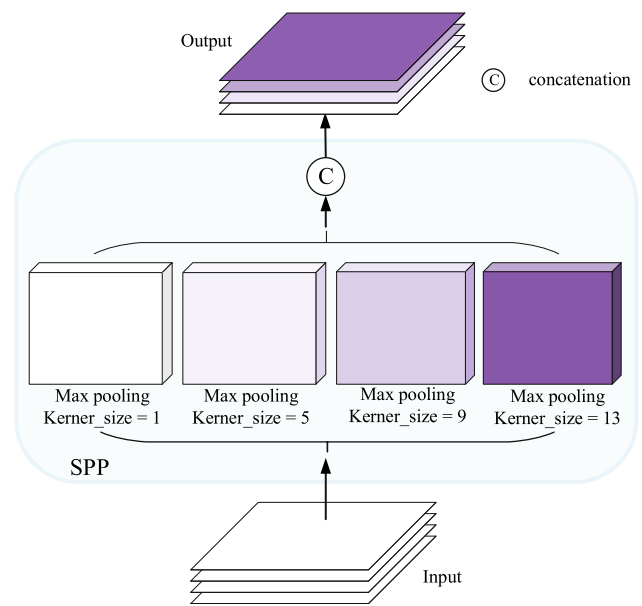 Output
C concatenation
C
Max pooling
Kerner_size = 1
Max pooling
Kerner_size = 5
Max pooling
Kerner_size = 9
Max pooling
Kerner_size = 13
SPP
Input